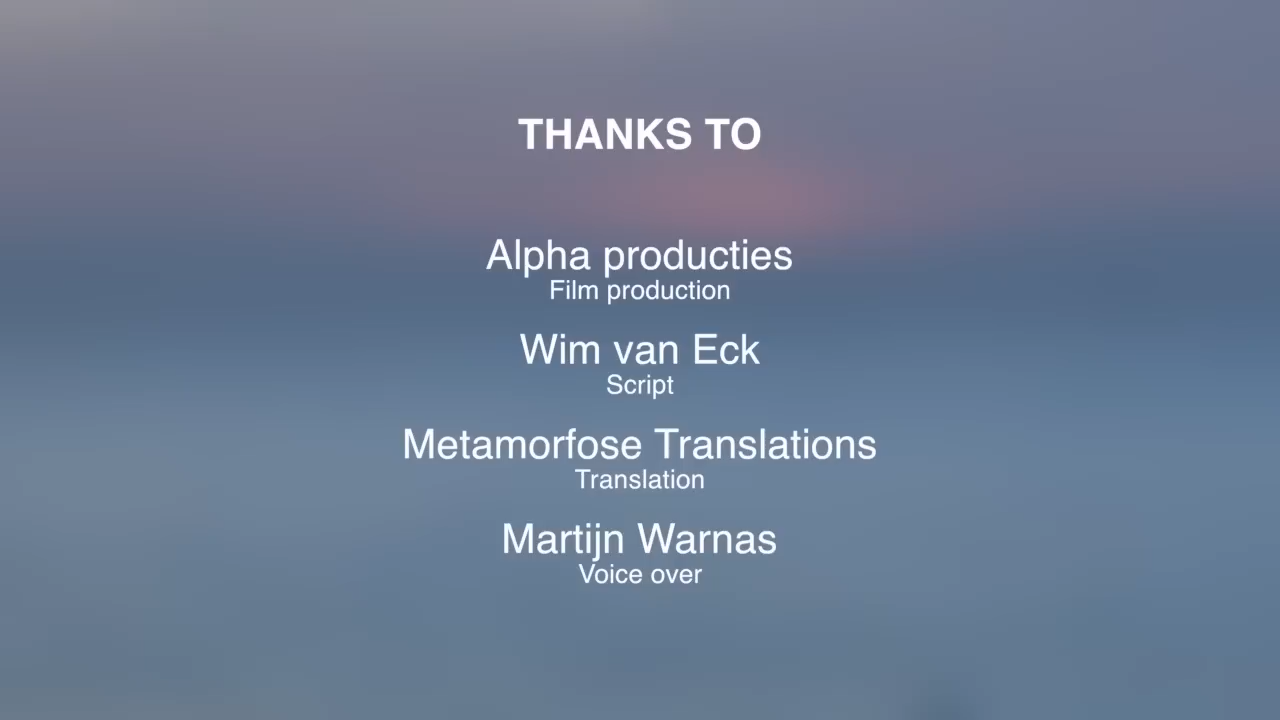 THANKS TO
Alpha producties
Film production
Wim van Eck
Script
Metamorfose Translations
Translation
Martijn Warnas
Voice over